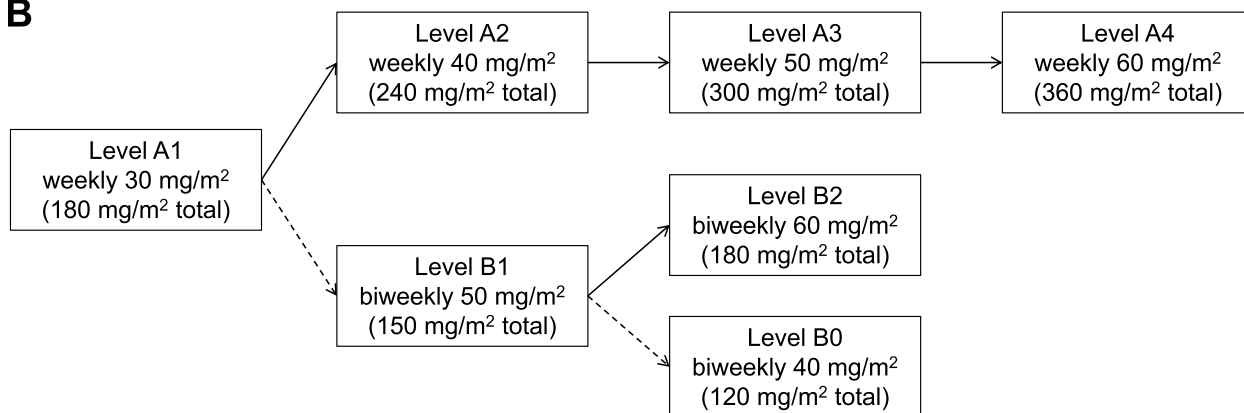 B
Level A2
weekly 40 mg/m²
(240 mg/m² total)
Level A3
weekly 50 mg/m²
(300 mg/m² total)
Level A4
weekly 60 mg/m²
(360 mg/m² total)
Level A1
weekly 30 mg/m²
(180 mg/m² total)
Level B2
biweekly 60 mg/m²
(180 mg/m² total)
Level B1
biweekly 50 mg/m²
(150 mg/m² total)
Level B0
biweekly 40 mg/m²
(120 mg/m² total)